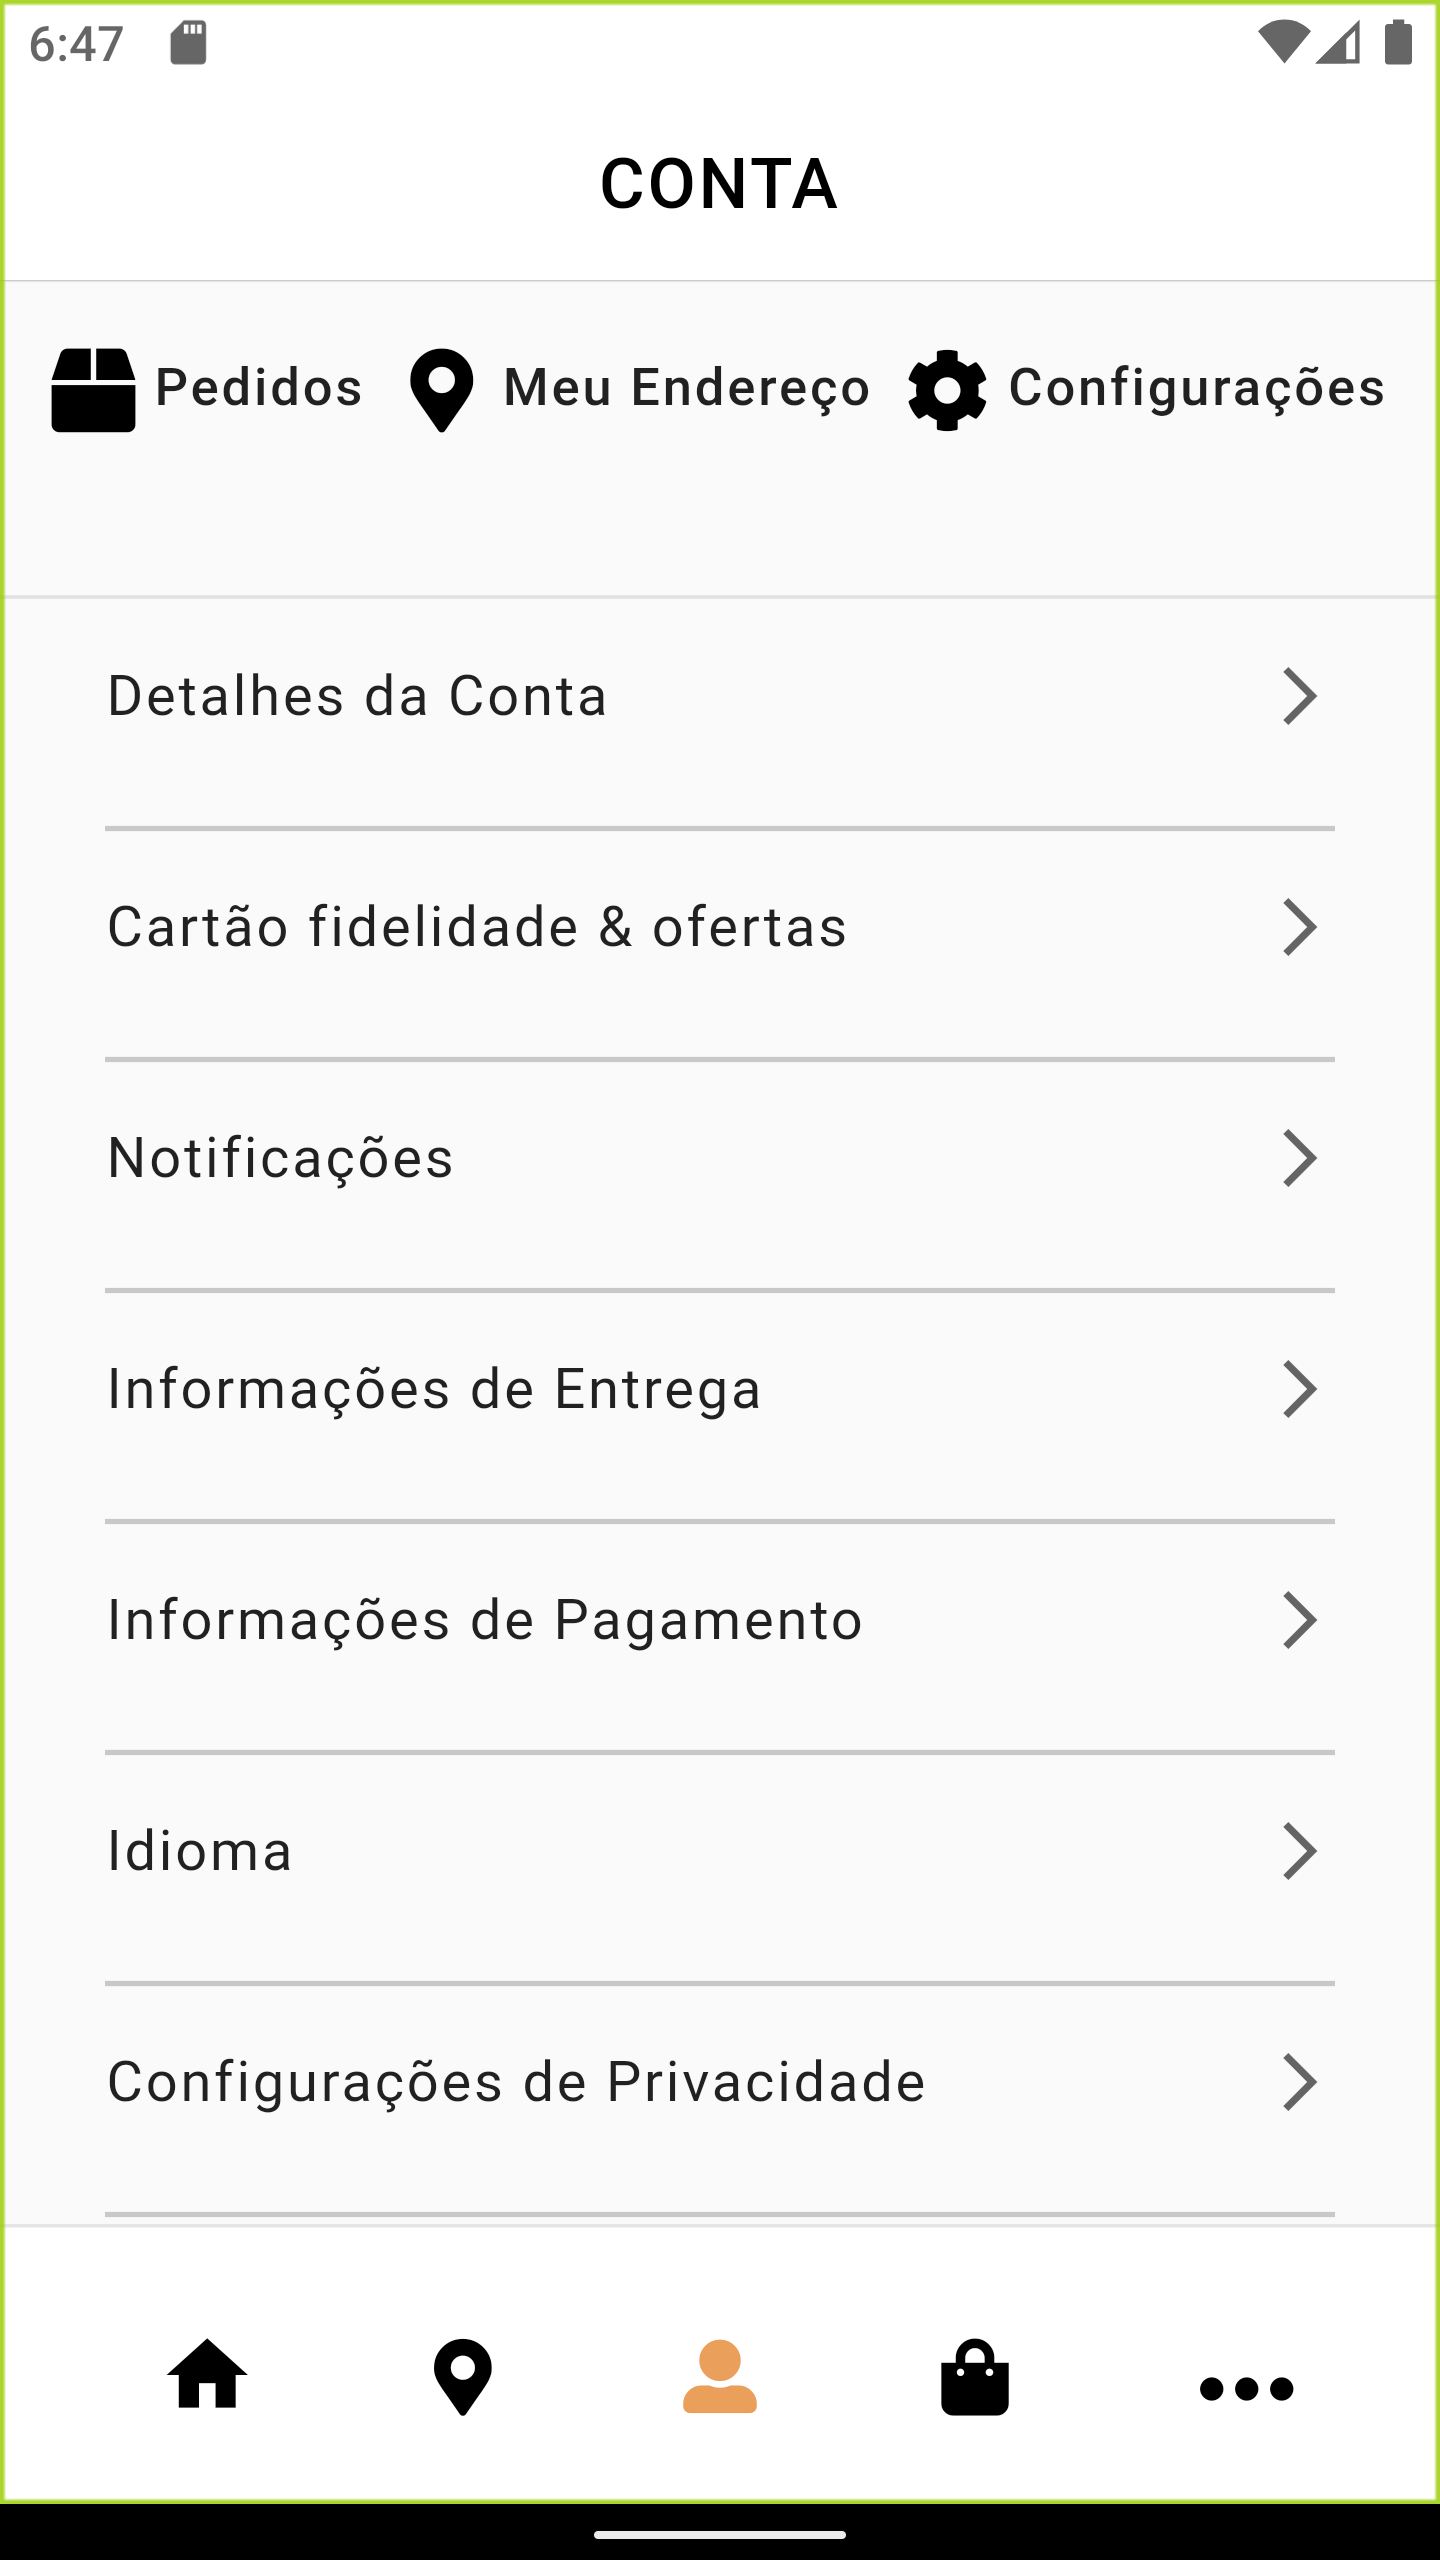 6:47
CONTA
Pedidos Meu Endereço Configurações
Detalhes da Conta
Cartão fidelidade & ofertas
Notificações
Informações de Entrega
Informações de Pagamento
Idioma
Configurações de Privacidade